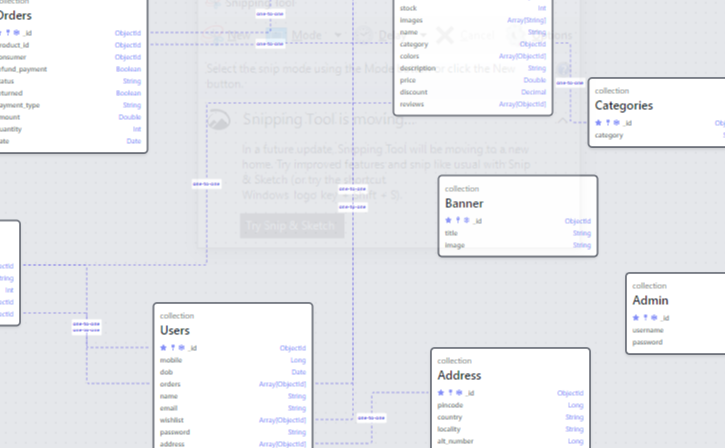 Snipping Tool
Orders
_id ObjectId
product_id ObjectId
consumer ObjectId
refund_payment Boolean
status String
returned Boolean
payment_type String
amount Double
quantity Int
date Date
one-to-one
one-to-one
New Mode Delay Cancel Options
Select the snip mode using the Mode or click the New
button.
Snipping Tool is moving...
In a future update, Snipping Tool will be moving to a new
home. Try improved features and snip like usual with Snip
& Sketch (or try the shortcut
Windows logo key + Shift + S).
Try Snip & Sketch
stock Int
images Array[String]
name String
category ObjectId
colors Array[ObjectId]
description String
price Double
discount Decimal
reviews Array[ObjectId]
one-to-one
collection
Categories
_id Obj
category
one-to-one
one-to-one
one-to-one
collection
Banner
_id ObjectId
title String
image String
collection
Admin
_id
username
password
ectId
tring
Int
ectId
ectId
one-to-one
one-to-one
collection
Users
_id ObjectId
mobile Long
dob Date
orders Array[ObjectId]
name String
email String
wishlist Array[ObjectId]
password String
address Array[ObjectId]
one-to-one
collection
Address
_id ObjectId
pincode Long
country String
locality String
alt_number Long